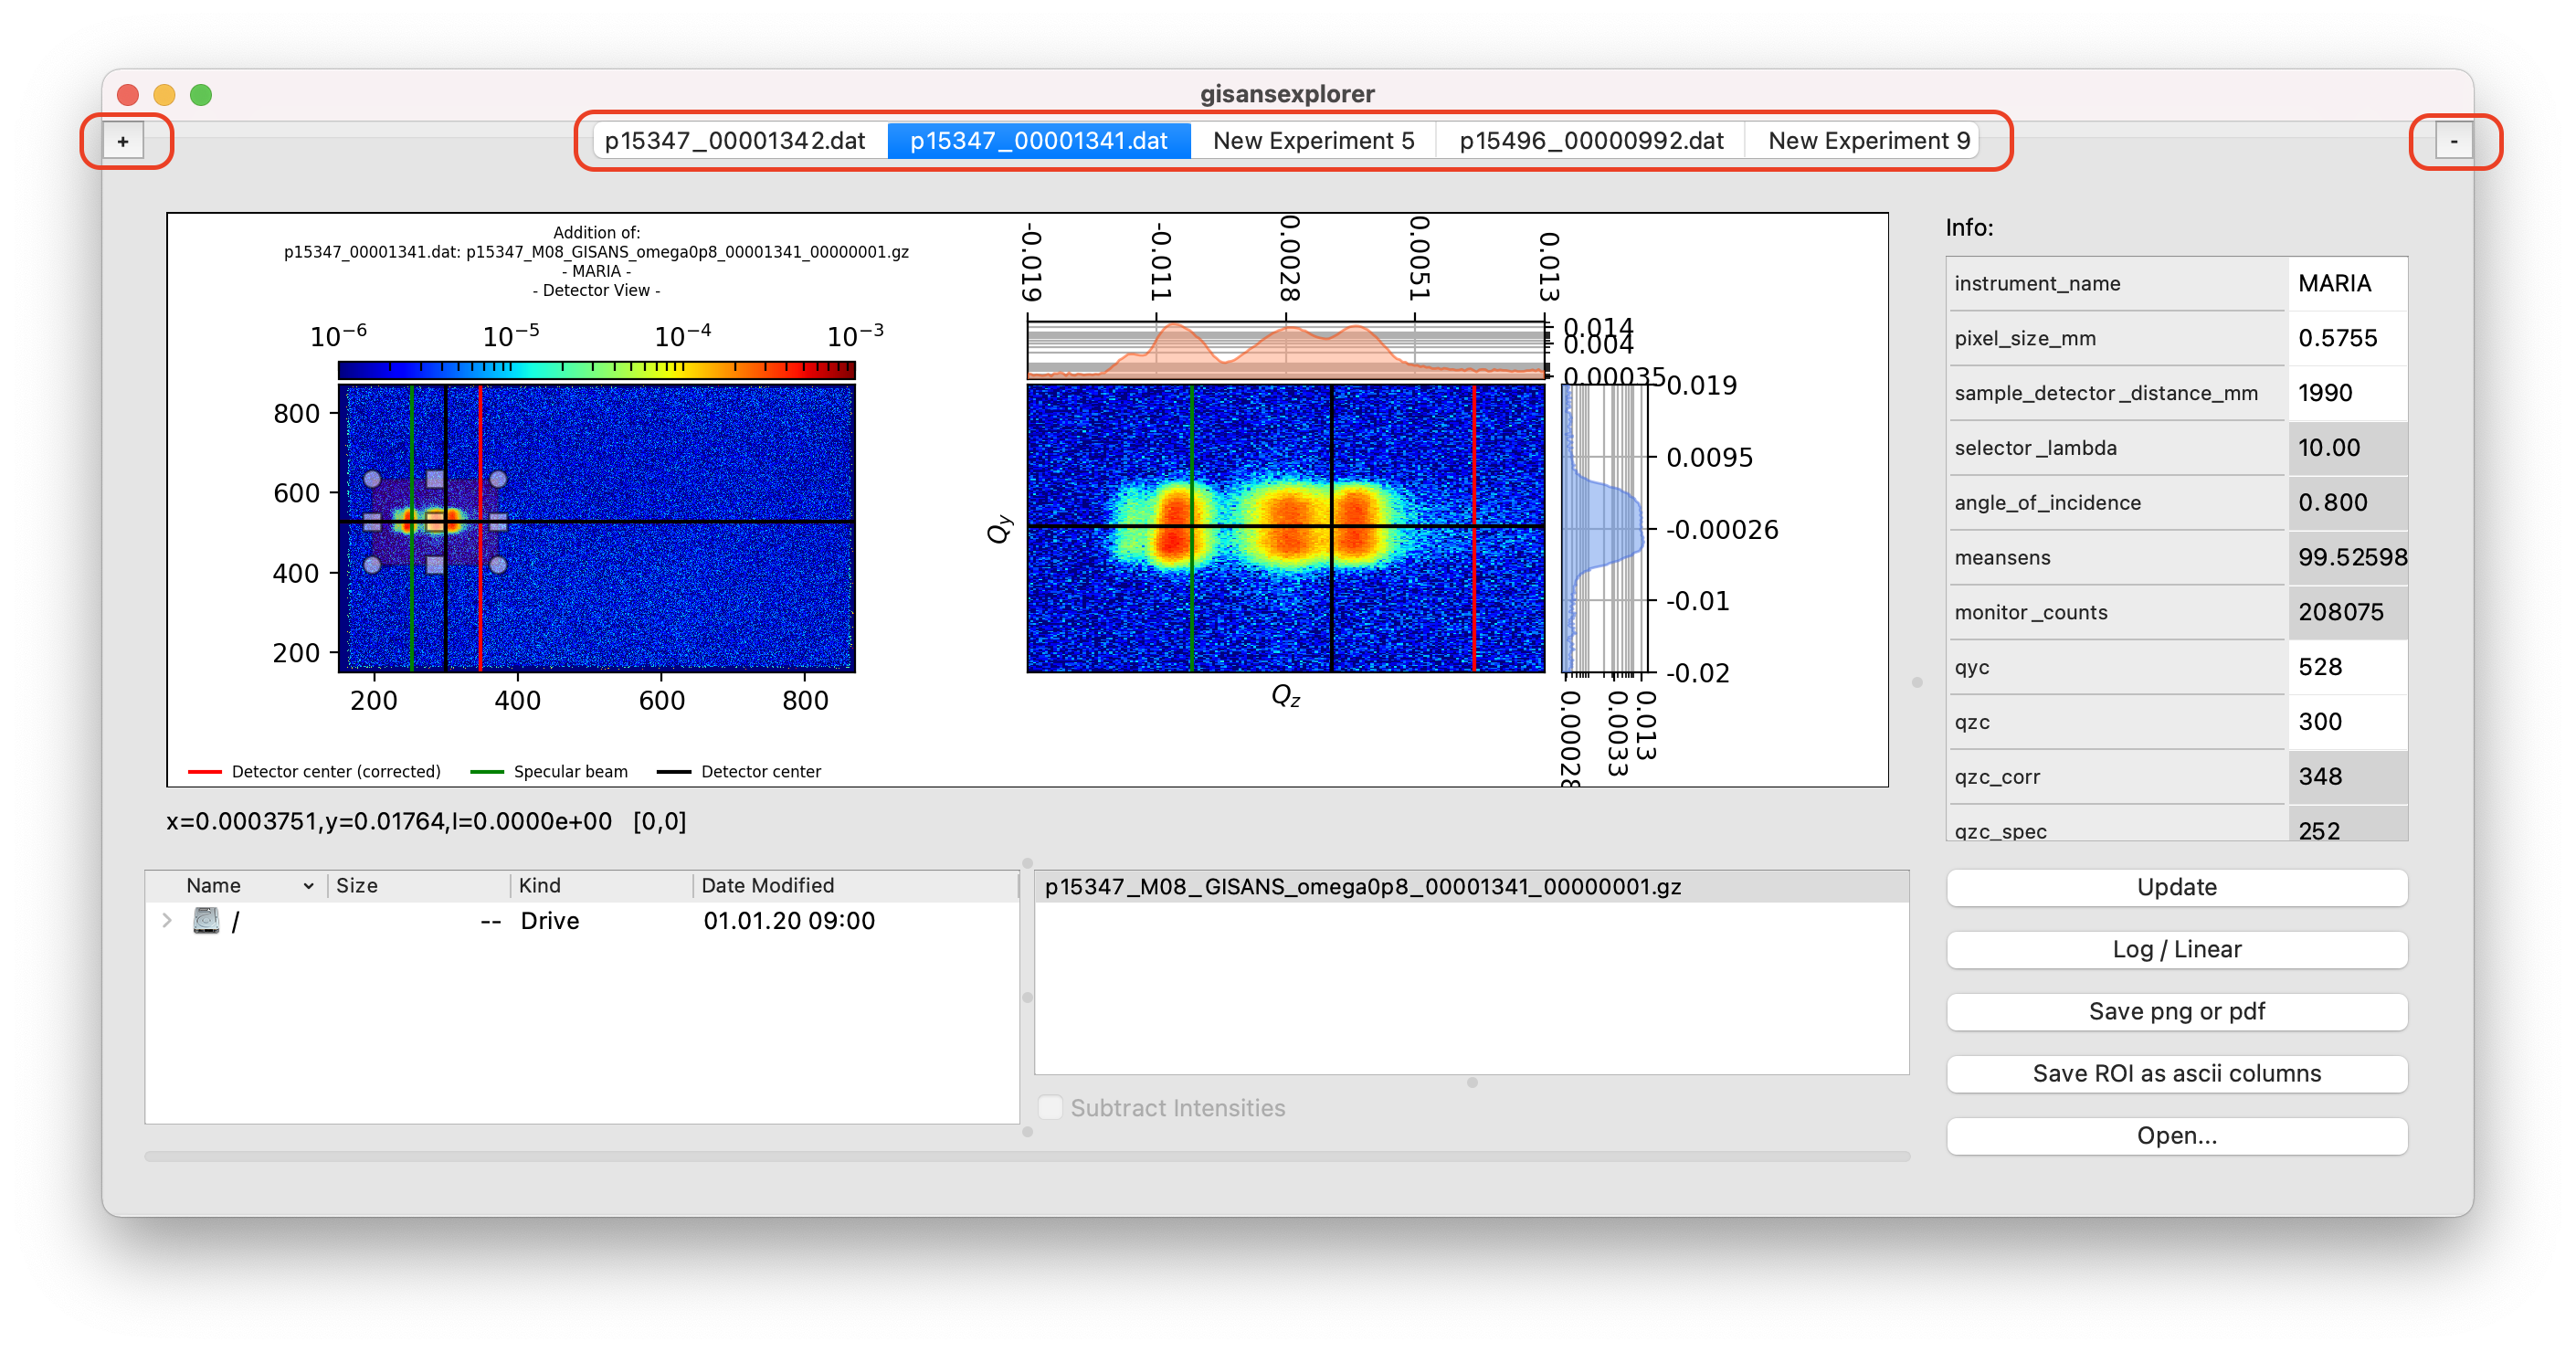 gisansexplorer
+
p15347_00001342.dat
p15347_00001341.dat
New Experiment 5
p15496_00000992.dat
New Experiment 9
-
Addition of:
p15347_00001341.dat: p15347_M08_GISANS_omega0p8_00001341_00000001.gz
- MARIA -
- Detector View -
10⁻⁶ 10⁻⁵ 10⁻⁴ 10⁻³
800
600
400
200
200 400 600 800
Detector center (corrected)
Specular beam
Detector center
-0.019
-0.011
-0.0028
0.0051
0.013
0.014
0.004
0.00035
Qy
Qz
0.019
0.0095
-0.00026
-0.01
-0.02
0.00028
0.0033
0.013
x=0.0003751,y=0.01764,I=0.0000e+00 [0,0]
Name Size Kind Date Modified
/ -- Drive 01.01.20 09:00
p15347_M08_GISANS_omega0p8_00001341_00000001.gz
Subtract Intensities
Info:
instrument_name MARIA
pixel_size_mm 0.5755
sample_detector_distance_mm 1990
selector_lambda 10.00
angle_of_incidence 0.800
meansens 99.52598
monitor_counts 208075
qyc 528
qzc 300
qzc_corr 348
qzc_spec 252
Update
Log / Linear
Save png or pdf
Save ROI as ascii columns
Open...